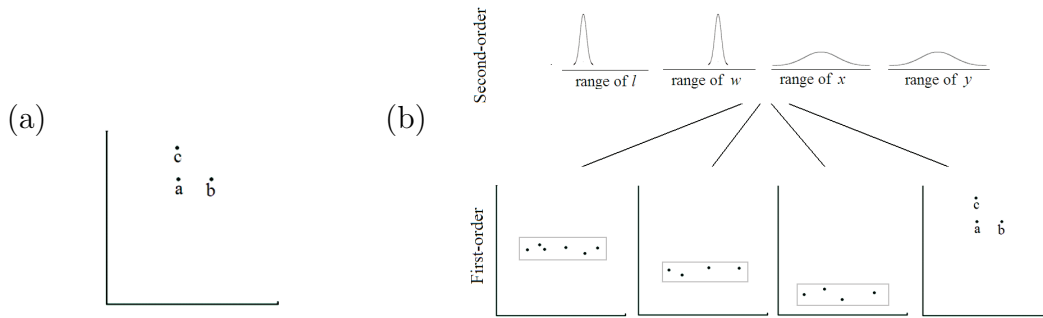 (a)
c
a
b
(b)
Second-order
range of l
range of w
range of x
range of y
First-order
c
a
b